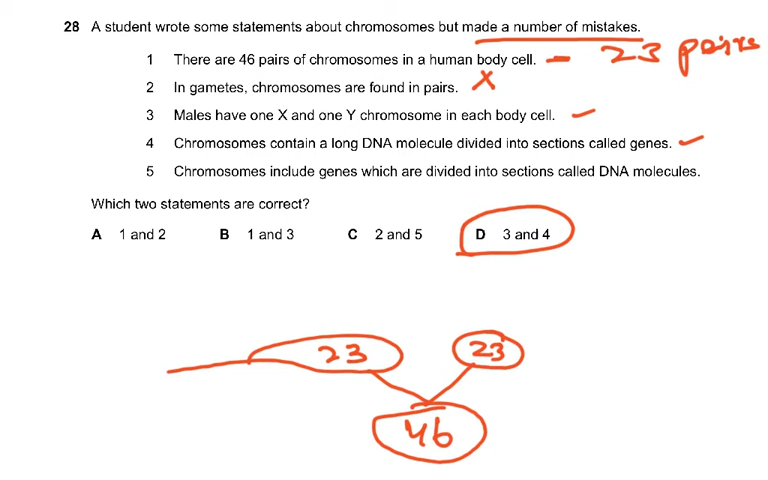 28 A student wrote some statements about chromosomes but made a number of mistakes.
1 There are 46 pairs of chromosomes in a human body cell. – 23 pairs
2 In gametes, chromosomes are found in pairs. X
3 Males have one X and one Y chromosome in each body cell.
4 Chromosomes contain a long DNA molecule divided into sections called genes.
5 Chromosomes include genes which are divided into sections called DNA molecules.
Which two statements are correct?
A 1 and 2 B 1 and 3 C 2 and 5 D 3 and 4
23 23
46